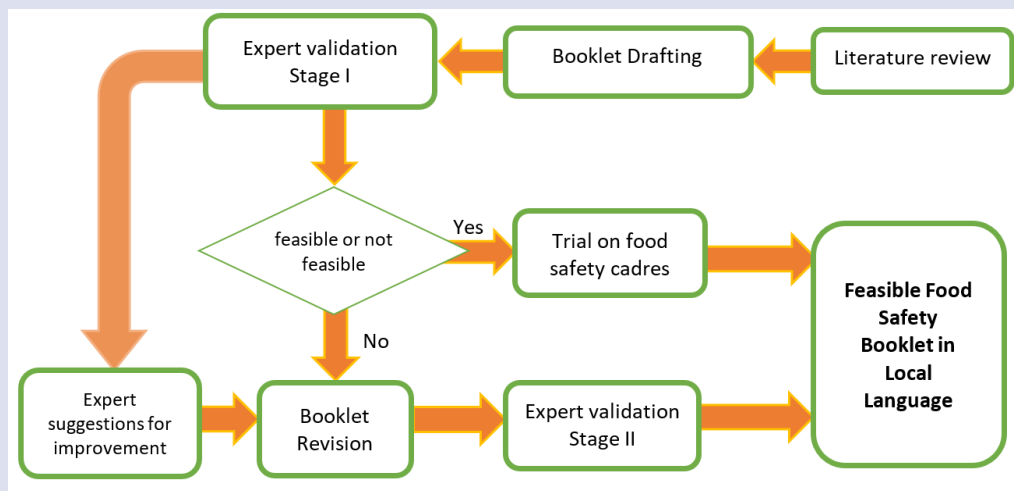 Expert validation
Stage I
Booklet Drafting
Literature review
feasible or not
feasible
Yes
Trial on food
safety cadres
Feasible Food
Safety
Booklet in
Local
Language
No
Expert
suggestions for
improvement
Booklet
Revision
Expert validation
Stage II